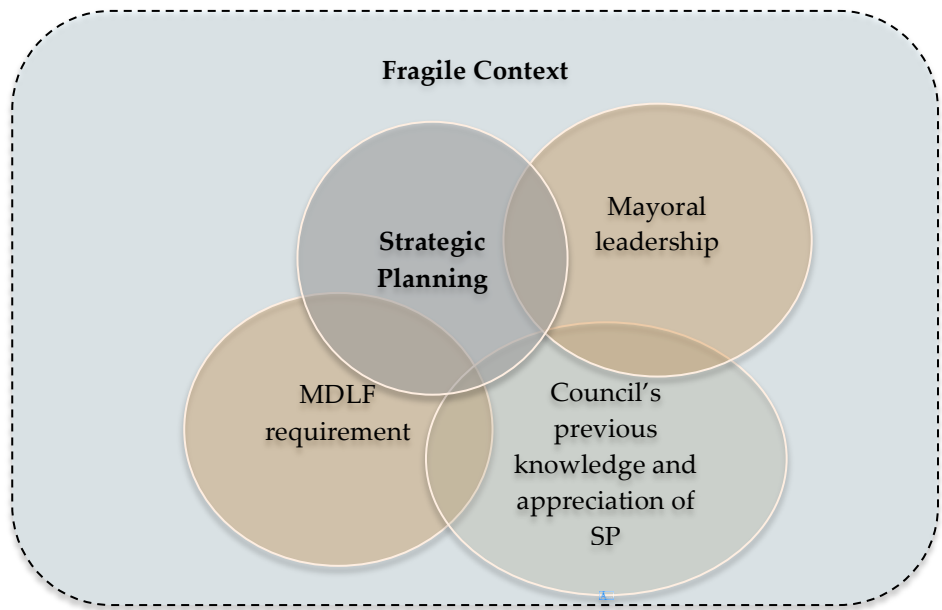 Fragile Context
Mayoral
leadership
Strategic
Planning
MDLF
requirement
Council’s
previous
knowledge and
appreciation of
SP